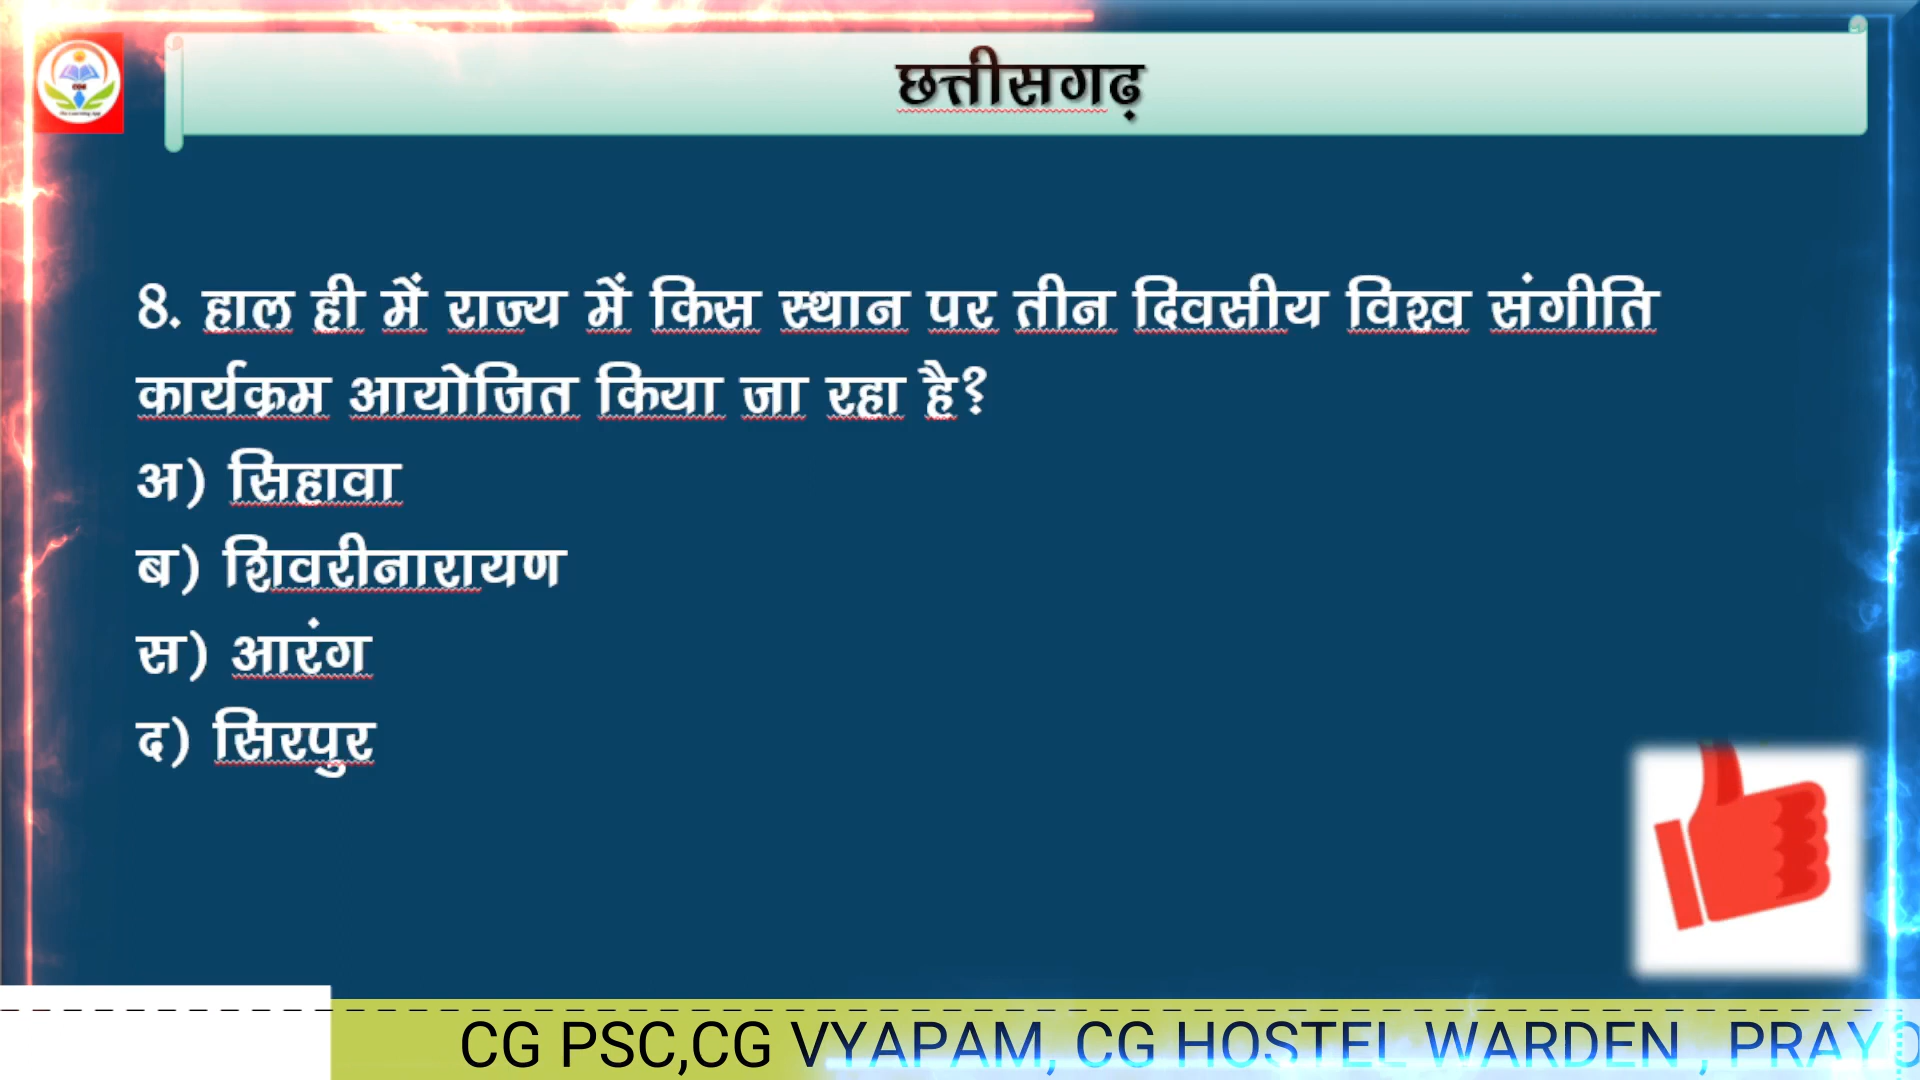 छत्तीसगढ़
8. हाल ही में राज्य में किस स्थान पर तीन दिवसीय विश्व संगीति
कार्यक्रम आयोजित किया जा रहा है?
अ) सिहावा
ब) शिवरीनारायण
स) आरंग
द) सिरपुर
CG PSC,CG VYAPAM, CG HOSTEL WARDEN ,